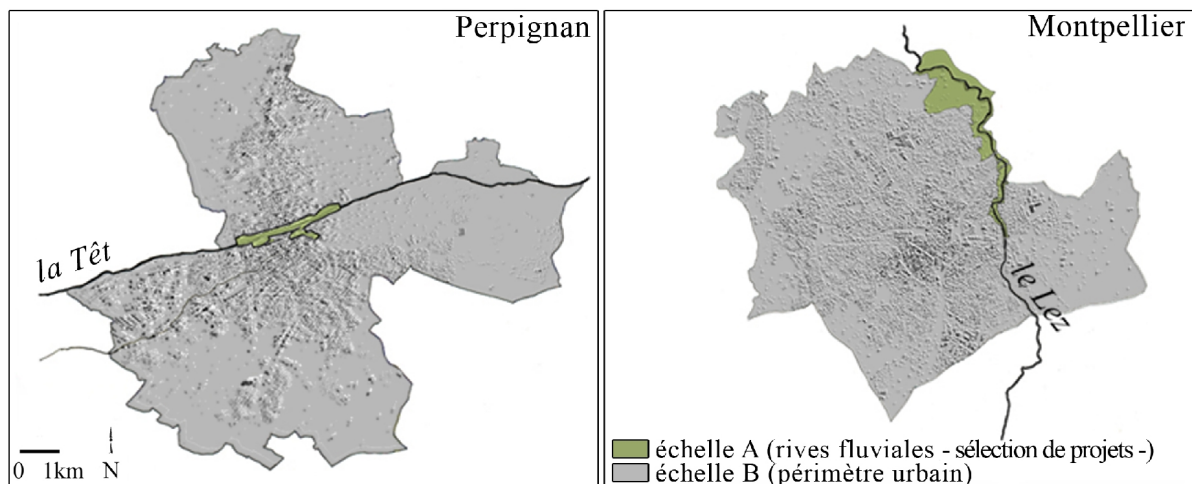 Perpignan
la Têt
0 1km N
Montpellier
le Lez
échelle A (rives fluviales - sélection de projets -)
échelle B (périmètre urbain)